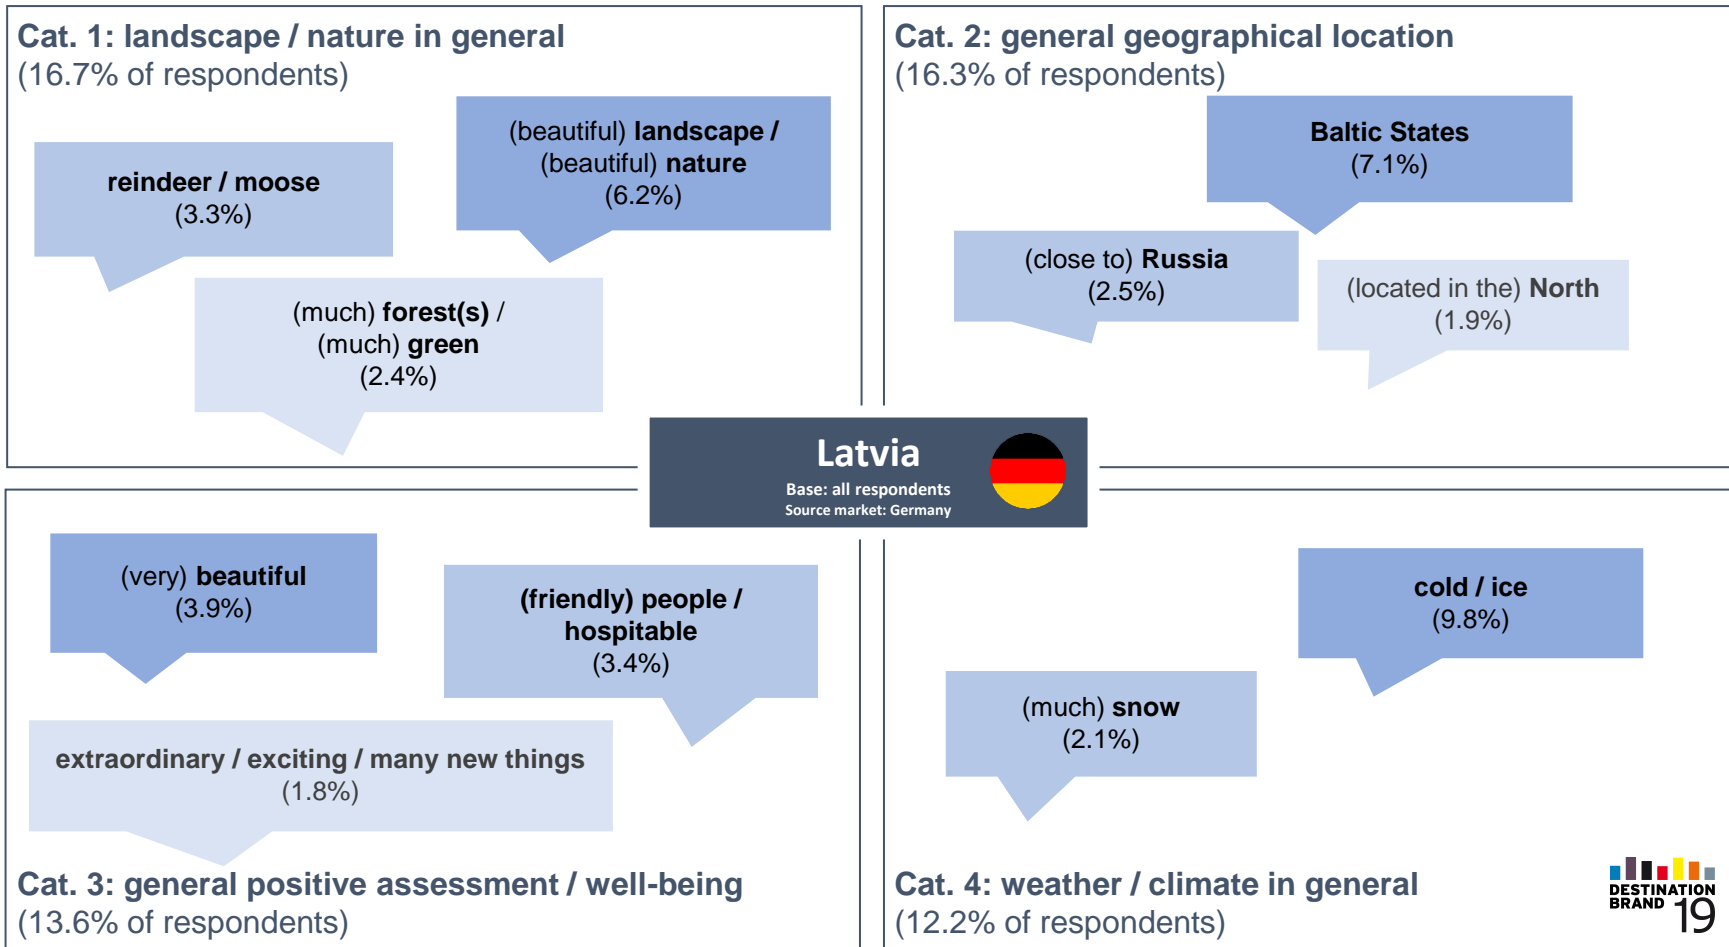 Cat. 1: landscape / nature in general
(16.7% of respondents)
(beautiful) landscape /
(beautiful) nature
(6.2%)
reindeer / moose
(3.3%)
(much) forest(s) /
(much) green
(2.4%)
Cat. 2: general geographical location
(16.3% of respondents)
Baltic States
(7.1%)
(close to) Russia
(2.5%)
(located in the) North
(1.9%)
Latvia
Base: all respondents
Source market: Germany
(very) beautiful
(3.9%)
(friendly) people /
hospitable
(3.4%)
extraordinary / exciting / many new things
(1.8%)
Cat. 3: general positive assessment / well-being
(13.6% of respondents)
cold / ice
(9.8%)
(much) snow
(2.1%)
Cat. 4: weather / climate in general
(12.2% of respondents)
DESTINATION
BRAND 19